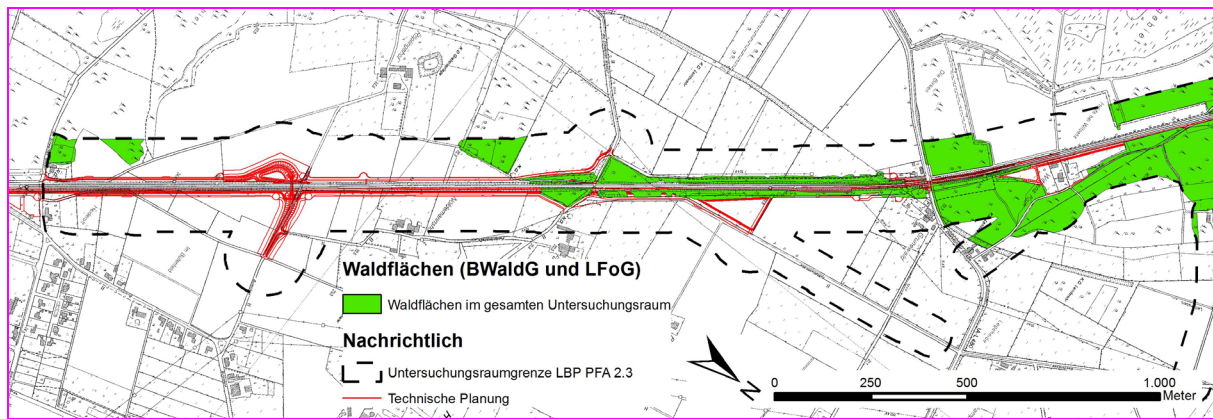 Waldflächen (BWaldG und LFoG)
Waldflächen im gesamten Untersuchungsraum
Nachrichtlich
Untersuchungsraumgrenze LBP PFA 2.3
Technische Planung
N
0 250 500 1.000
Meter